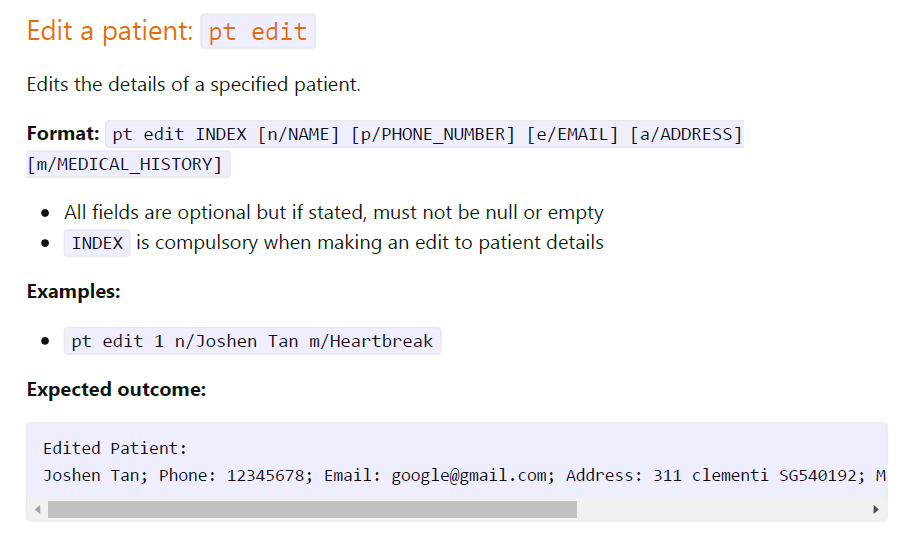 Edit a patient: pt edit
Edits the details of a specified patient.
Format: pt edit INDEX [n/NAME] [p/PHONE_NUMBER] [e/EMAIL] [a/ADDRESS]
[m/MEDICAL_HISTORY]
All fields are optional but if stated, must not be null or empty
INDEX is compulsory when making an edit to patient details
Examples:
pt edit 1 n/Joshen Tan m/Heartbreak
Expected outcome:
Edited Patient:
Joshen Tan; Phone: 12345678; Email: google@gmail.com; Address: 311 clementi SG540192; M